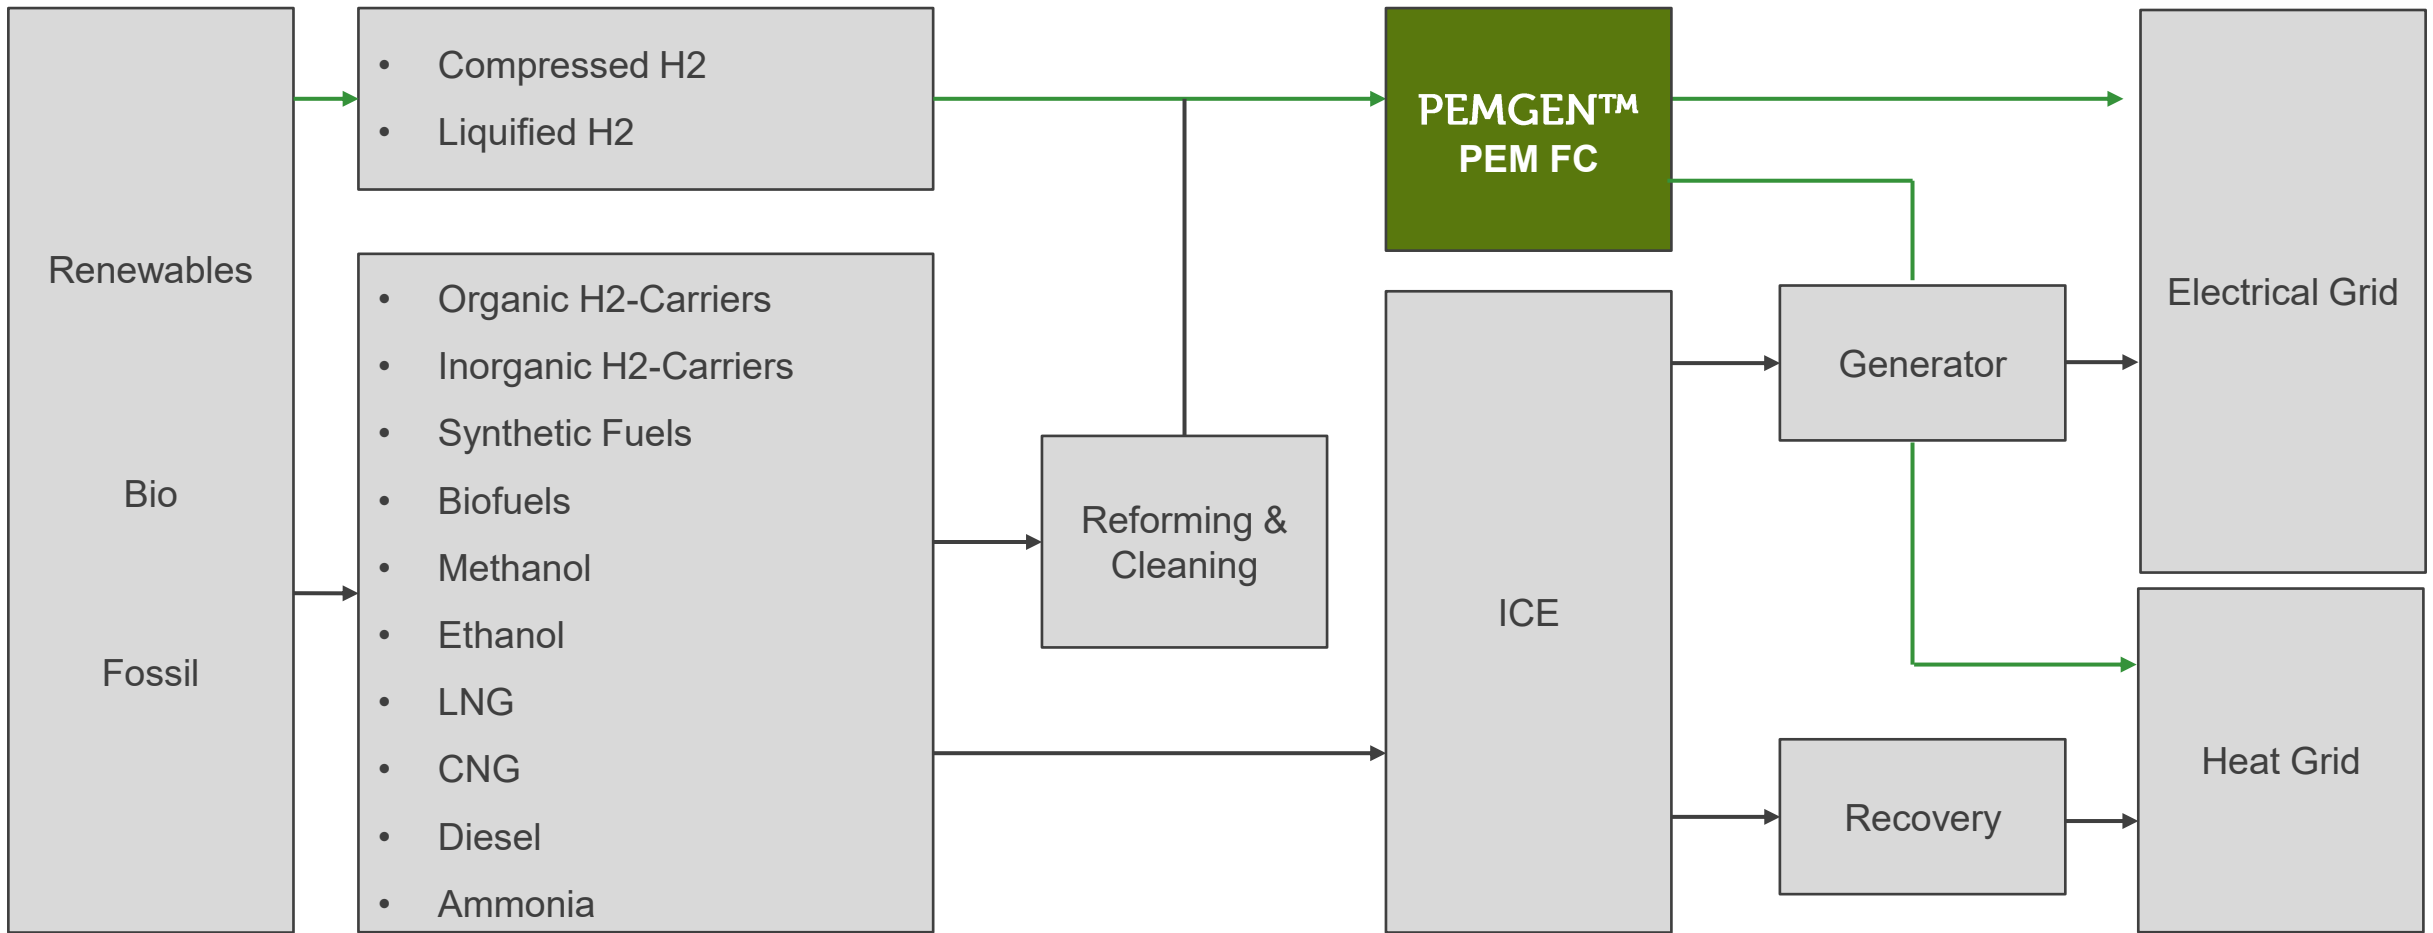 Renewables
Bio
Fossil
• Compressed H2
• Liquified H2
• Organic H2-Carriers
• Inorganic H2-Carriers
• Synthetic Fuels
• Biofuels
• Methanol
• Ethanol
• LNG
• CNG
• Diesel
• Ammonia
Reforming &
Cleaning
PEMGEN™
PEM FC
ICE
Generator
Recovery
Electrical Grid
Heat Grid